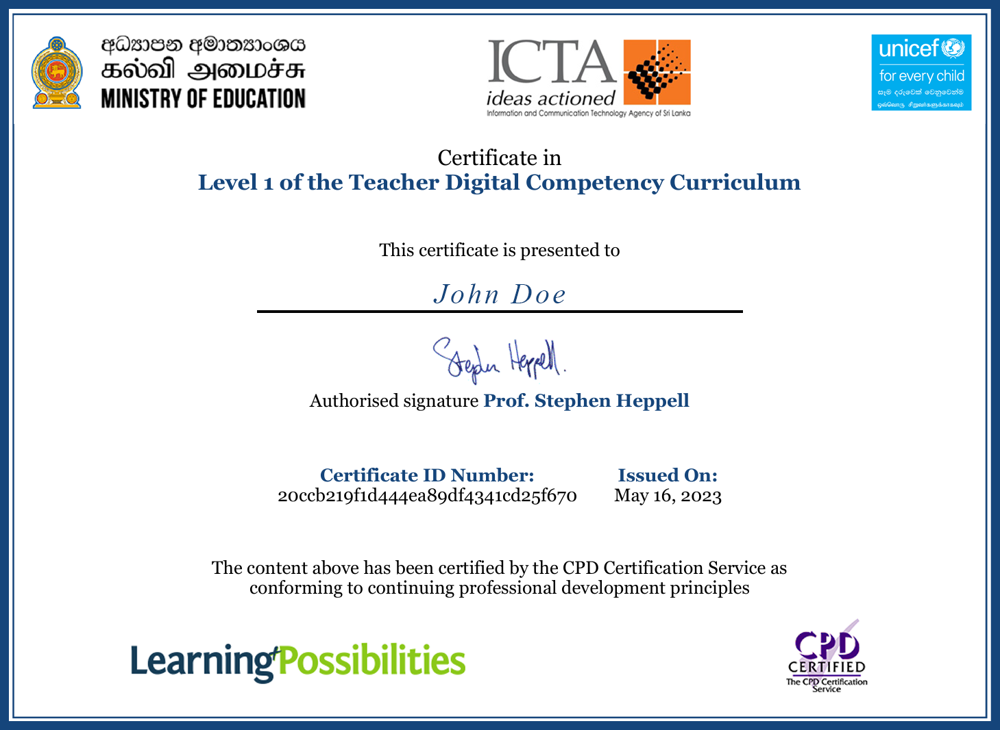 අධ්‍යාපන අමාත්‍යාංශය
கல்வி அமைச்சு
MINISTRY OF EDUCATION
ICTA
ideas actioned
Information and Communication Technology Agency of Sri Lanka
unicef
for every child
සෑම දරුවෙක් වෙනුවෙන්ම
ஒவ்வொரு சிறுவர்களுக்காகவும்
Certificate in
Level 1 of the Teacher Digital Competency Curriculum
This certificate is presented to
John Doe
Stephen Heppell.
Authorised signature Prof. Stephen Heppell
Certificate ID Number: Issued On:
20ccb219f1d444ea89df4341cd25f670 May 16, 2023
The content above has been certified by the CPD Certification Service as
conforming to continuing professional development principles
Learning+Possibilities
CPD
CERTIFIED
The CPD Certification
Service